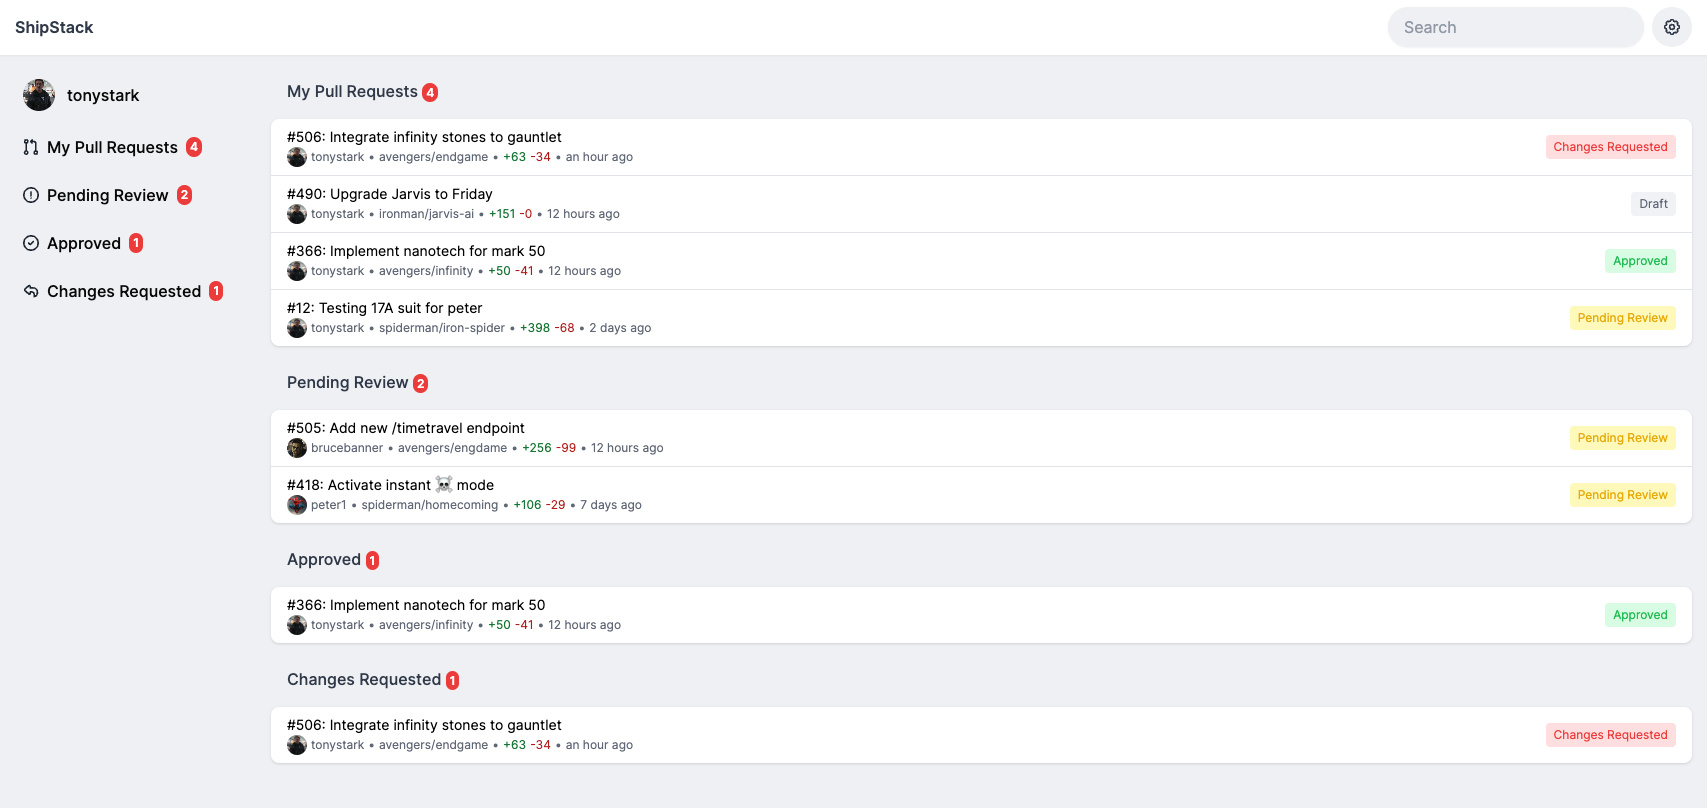 ShipStack
Search
tonystark
My Pull Requests 4
Pending Review 2
Approved 1
Changes Requested 1
My Pull Requests 4
#506: Integrate infinity stones to gauntlet
tonystark • avengers/endgame • +63 -34 • an hour ago
Changes Requested
#490: Upgrade Jarvis to Friday
tonystark • ironman/jarvis-ai • +151 -0 • 12 hours ago
Draft
#366: Implement nanotech for mark 50
tonystark • avengers/infinity • +50 -41 • 12 hours ago
Approved
#12: Testing 17A suit for peter
tonystark • spiderman/iron-spider • +398 -68 • 2 days ago
Pending Review
Pending Review 2
#505: Add new /timetravel endpoint
brucebanner • avengers/engdame • +256 -99 • 12 hours ago
Pending Review
#418: Activate instant ☠️ mode
peter1 • spiderman/homecoming • +106 -29 • 7 days ago
Pending Review
Approved 1
#366: Implement nanotech for mark 50
tonystark • avengers/infinity • +50 -41 • 12 hours ago
Approved
Changes Requested 1
#506: Integrate infinity stones to gauntlet
tonystark • avengers/endgame • +63 -34 • an hour ago
Changes Requested